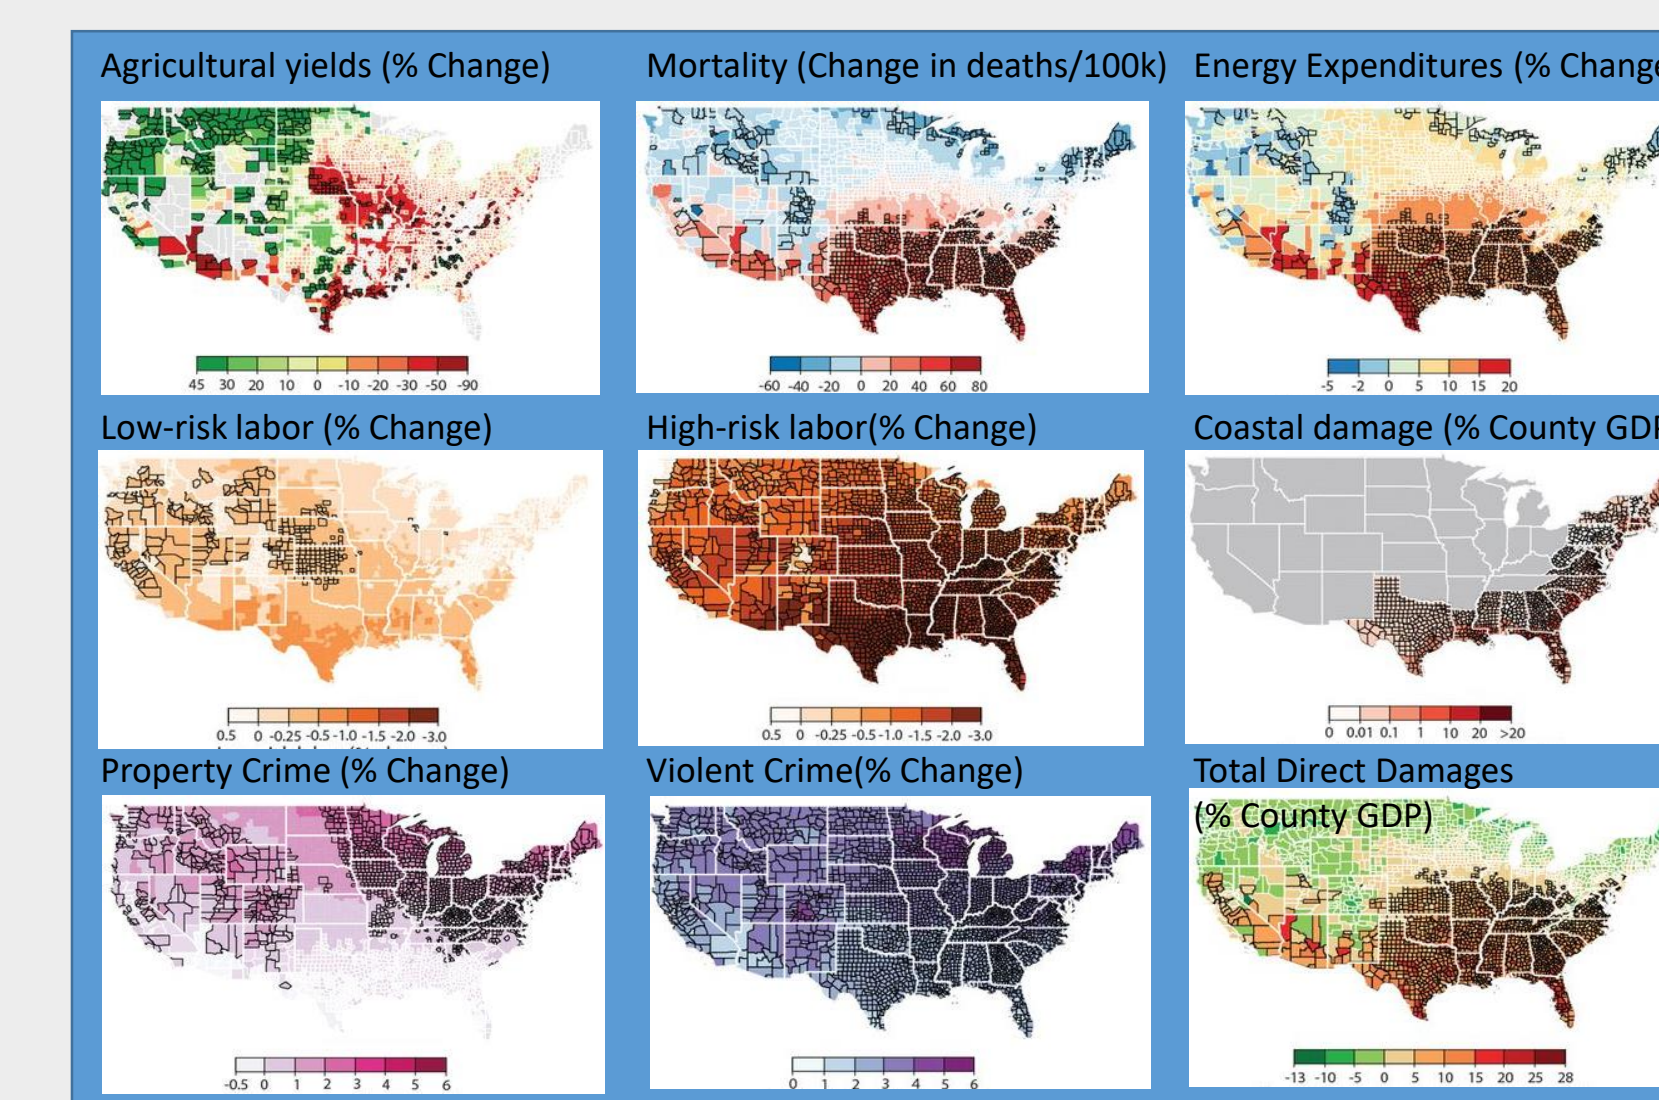 Agricultural yields (% Change)
Mortality (Change in deaths/100k)
Energy Expenditures (% Change
45 30 20 10 0 -10 -20 -30 -50 -90
-60 -40 -20 0 20 40 60 80
-5 -2 0 5 10 15 20
Low-risk labor (% Change)
High-risk labor(% Change)
Coastal damage (% County GDP
0.5 0 -0.25 -0.5 -1.0 -1.5 -2.0 -3.0
0.5 0 -0.25 -0.5 -1.0 -1.5 -2.0 -3.0
0 0.01 0.1 1 10 20 >20
Property Crime (% Change)
Violent Crime(% Change)
Total Direct Damages
(% County GDP)
-0.5 0 1 2 3 4 5 6
0 1 2 3 4 5 6
-13 -10 -5 0 5 10 15 20 25 28